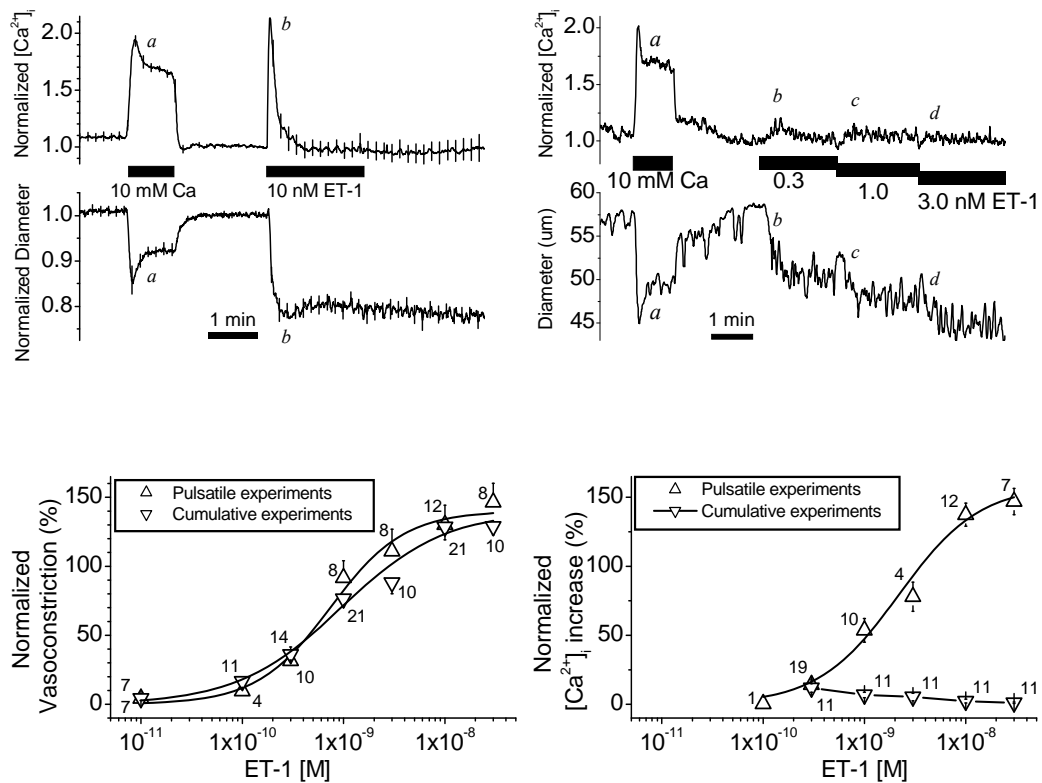 Normalized [Ca²⁺]ᵢ
2.0
1.5
1.0
a
b
10 mM Ca
10 nM ET-1
Normalized Diameter
1.0
0.9
0.8
a
b
1 min
Normalized [Ca²⁺]ᵢ
2.0
1.5
1.0
a
b
c
d
10 mM Ca
0.3
1.0
3.0 nM ET-1
Diameter (um)
60
55
50
45
a
b
c
d
1 min
Normalized
Vasoconstriction (%)
150
100
50
0
Pulsatile experiments
Cumulative experiments
7
7
11
4
14
10
8
21
8
10
12
21
8
10
10⁻¹¹
1x10⁻¹⁰
1x10⁻⁹
1x10⁻⁸
ET-1 [M]
Normalized
[Ca²⁺]ᵢ increase (%)
150
100
50
0
Pulsatile experiments
Cumulative experiments
1
19
11
10
11
4
11
12
11
7
11
10⁻¹¹
1x10⁻¹⁰
1x10⁻⁹
1x10⁻⁸
ET-1 [M]